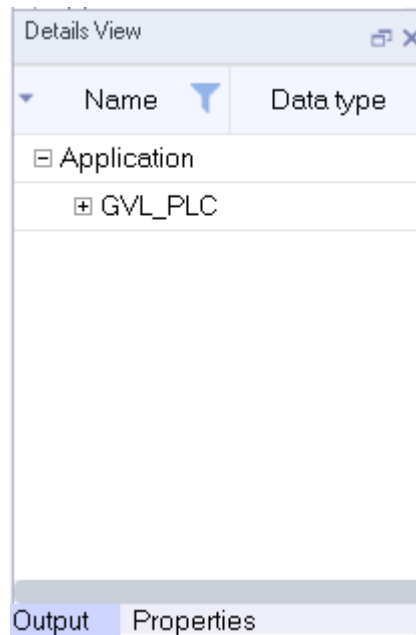 Details View
Name Data type
Application
GVL_PLC
Output Properties